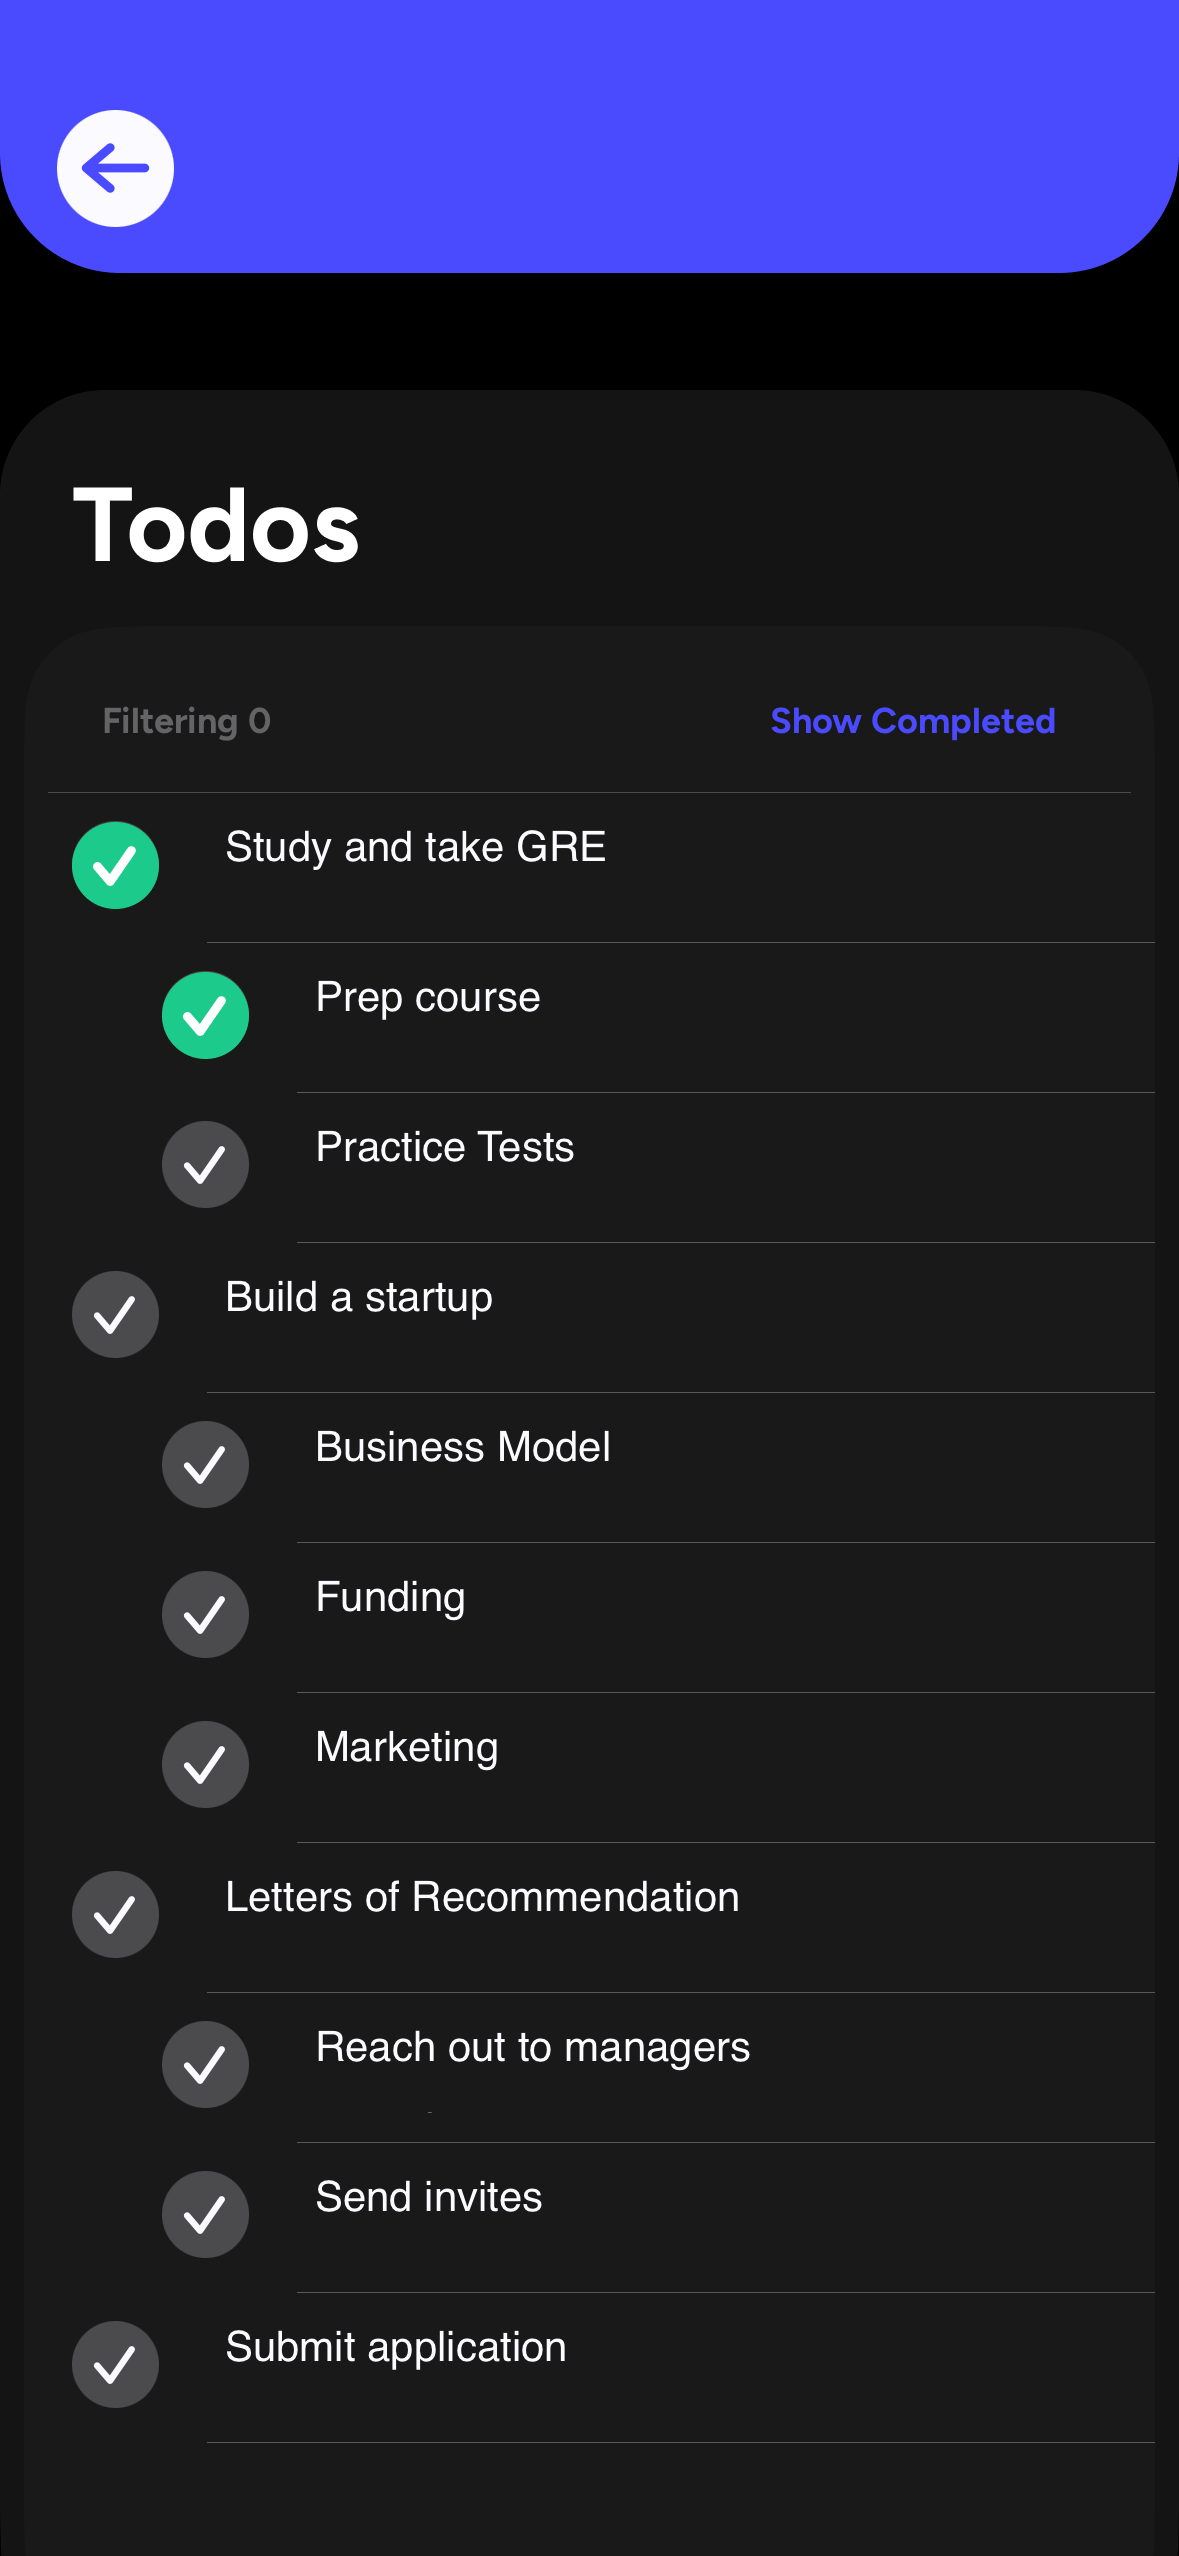 Todos
Filtering 0
Show Completed
Study and take GRE
Prep course
Practice Tests
Build a startup
Business Model
Funding
Marketing
Letters of Recommendation
Reach out to managers
Send invites
Submit application